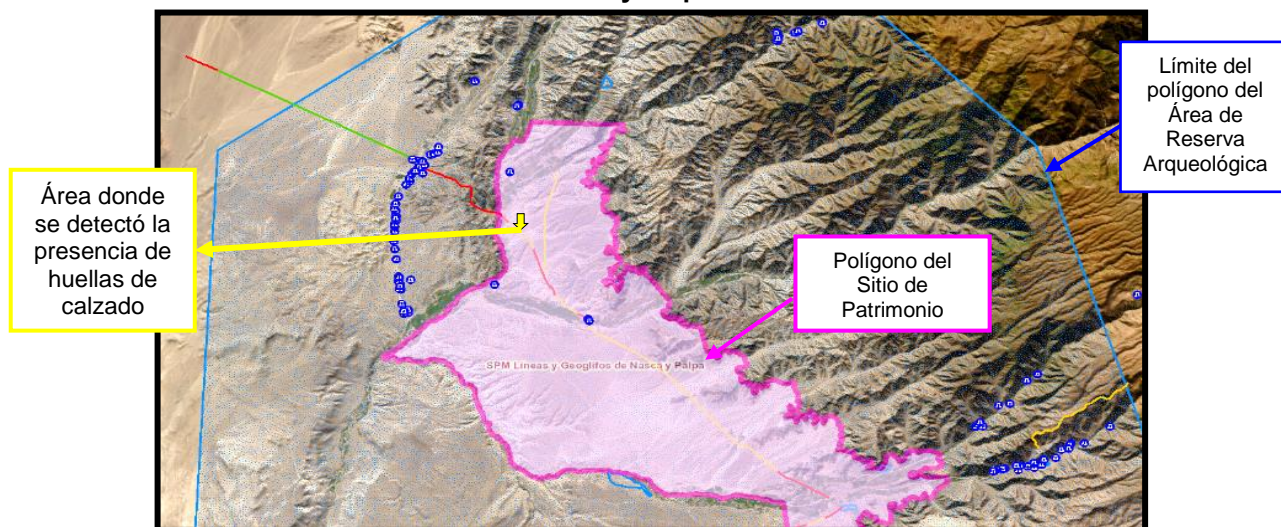 Límite del
polígono del
Área de
Reserva
Arqueológica
Área donde
se detectó la
presencia de
huellas de
calzado
Polígono del
Sitio de
Patrimonio
SPM Líneas y Geoglifos de Nasca y Palpa